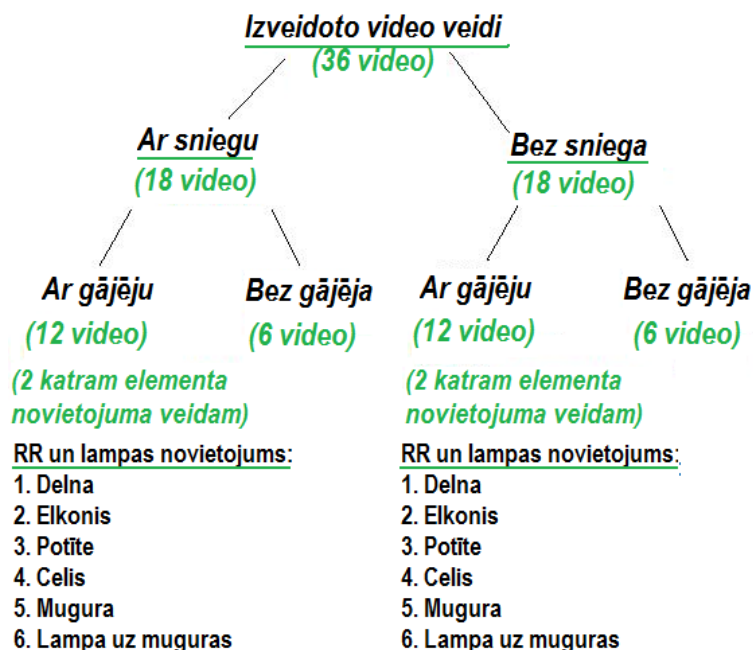 Izveidoto video veidi
(36 video)
Ar sniegu
(18 video)
Bez sniega
(18 video)
Ar gājēju
(12 video)
(2 katram elementa
novietojuma veidam)
RR un lampas novietojums:
1. Delna
2. Elkonis
3. Potīte
4. Celis
5. Mugura
6. Lampa uz muguras
Bez gājēja
(6 video)
Ar gājēju
(12 video)
(2 katram elementa
novietojuma veidam)
RR un lampas novietojums:
1. Delna
2. Elkonis
3. Potīte
4. Celis
5. Mugura
6. Lampa uz muguras
Bez gājēja
(6 video)